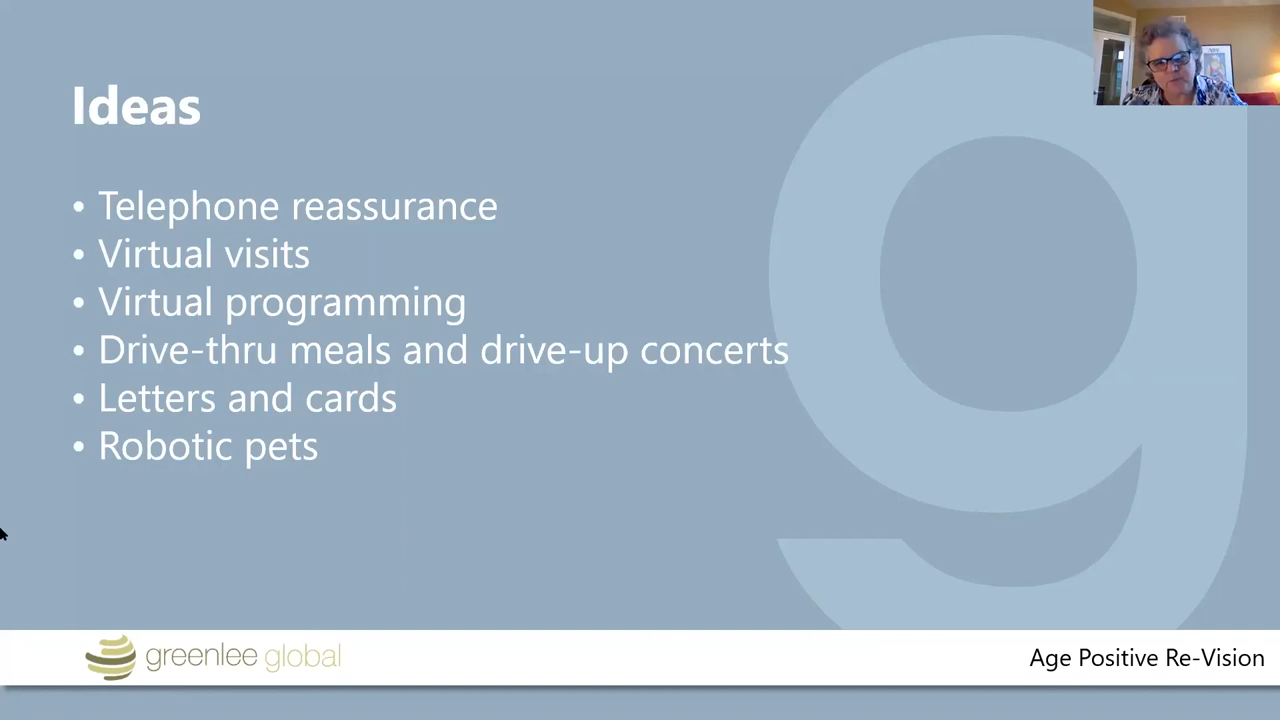 Ideas
• Telephone reassurance
• Virtual visits
• Virtual programming
• Drive-thru meals and drive-up concerts
• Letters and cards
• Robotic pets
greenlee global
Age Positive Re-Vision